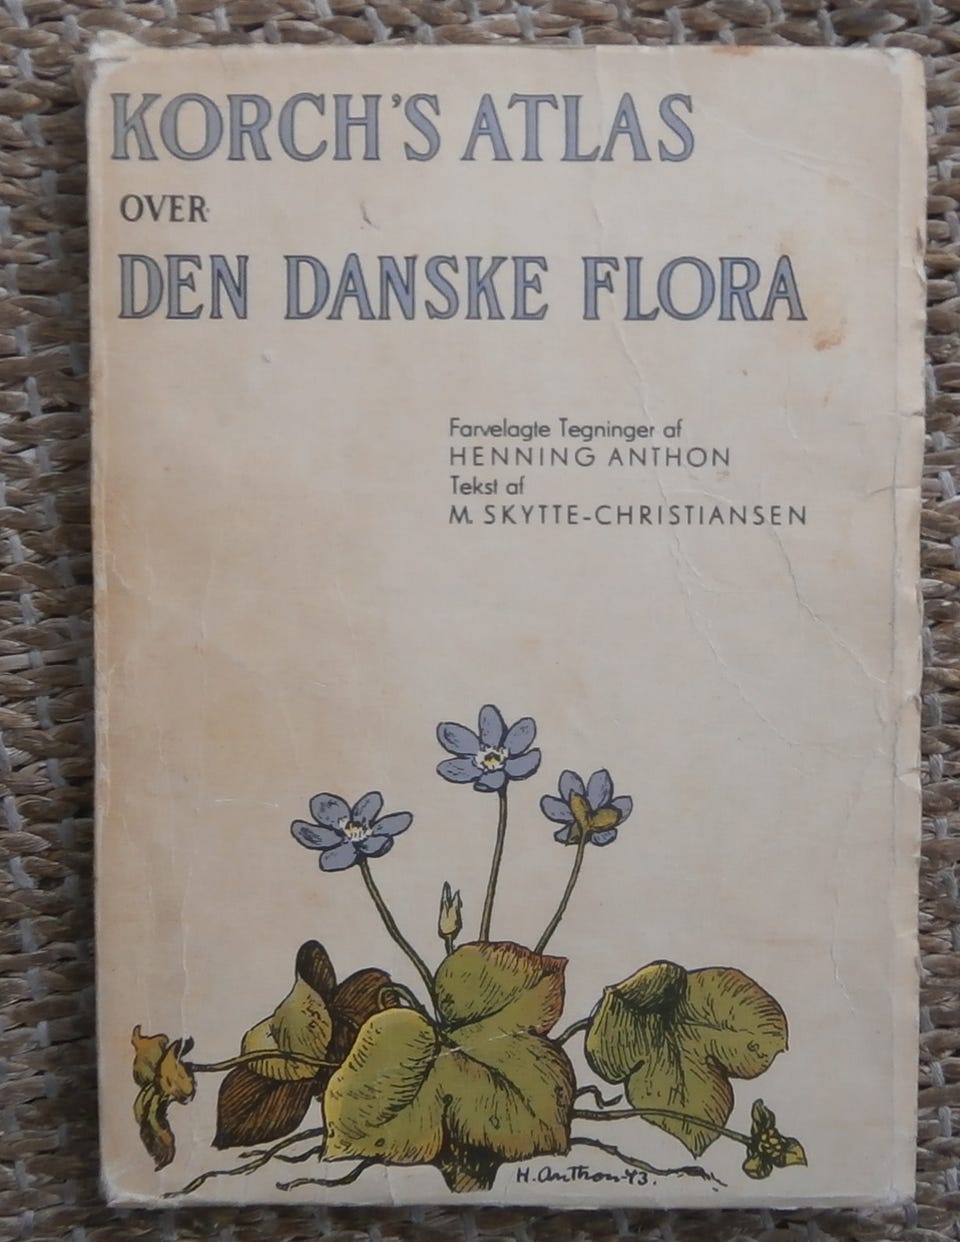 KORCH'S ATLAS
OVER
DEN DANSKE FLORA
Farvelagte Tegninger af
HENNING ANTHON
Tekst af
M. SKYTTE-CHRISTIANSEN
H. Anthon-43.